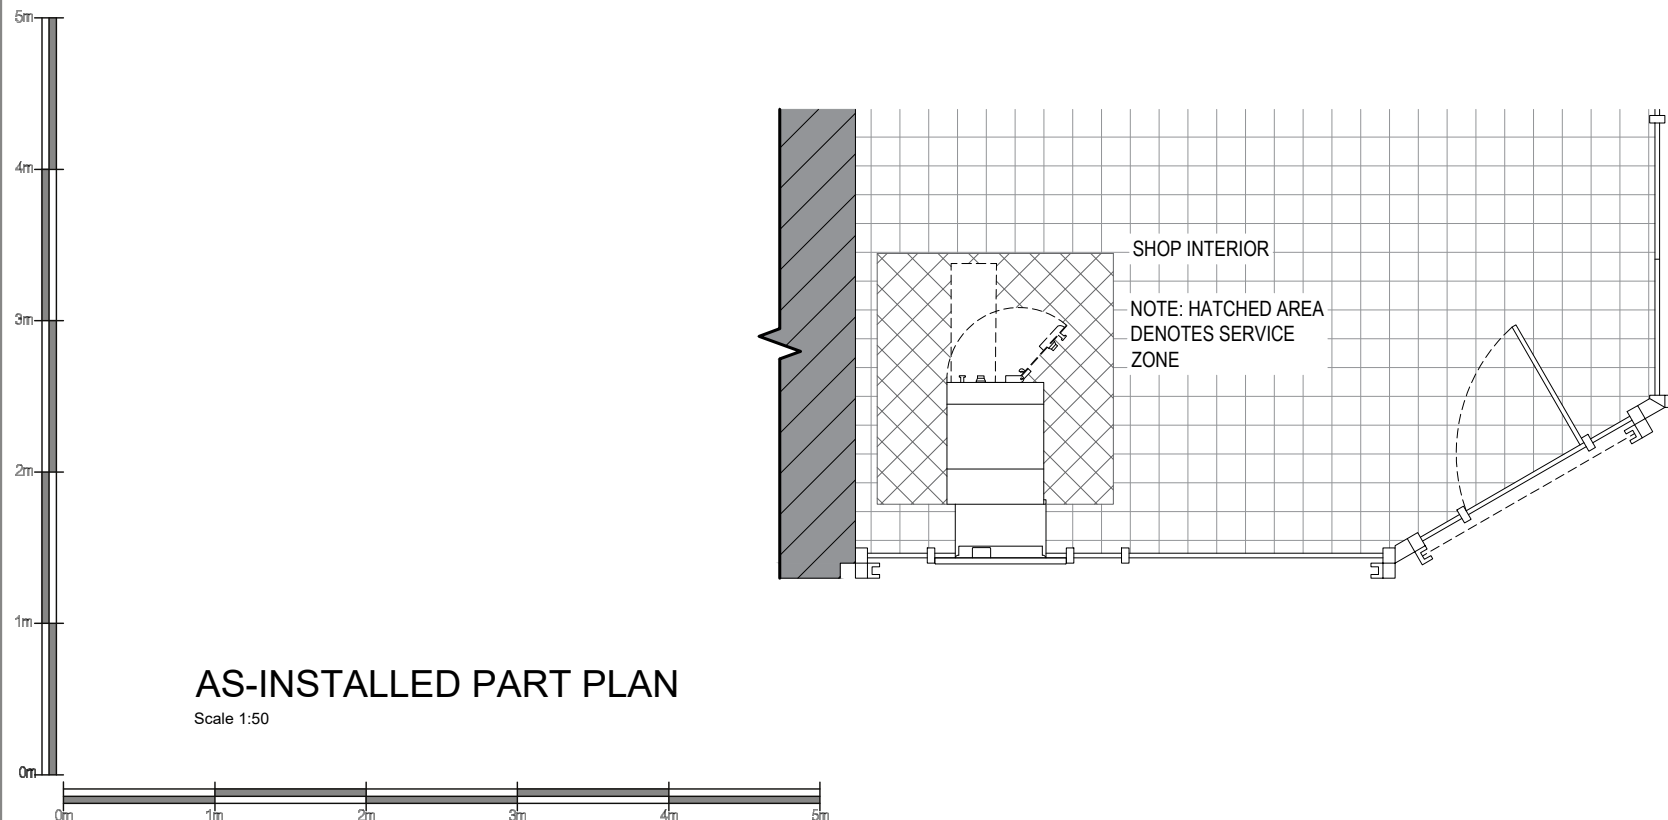 5m
4m
3m
2m
1m
0m
SHOP INTERIOR
NOTE: HATCHED AREA
DENOTES SERVICE
ZONE
AS-INSTALLED PART PLAN
Scale 1:50
0m 1m 2m 3m 4m 5m